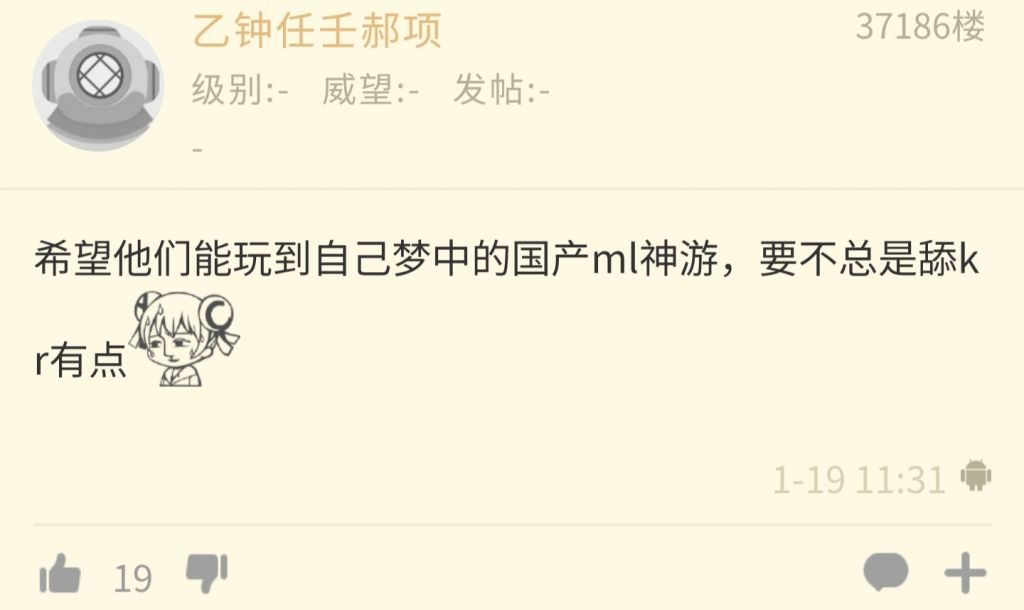 乙钟任壬郝项
37186楼
级别:- 威望:- 发帖:-
-
希望他们能玩到自己梦中的国产ml神游，要不总是舔k
r有点
1-19 11:31
19